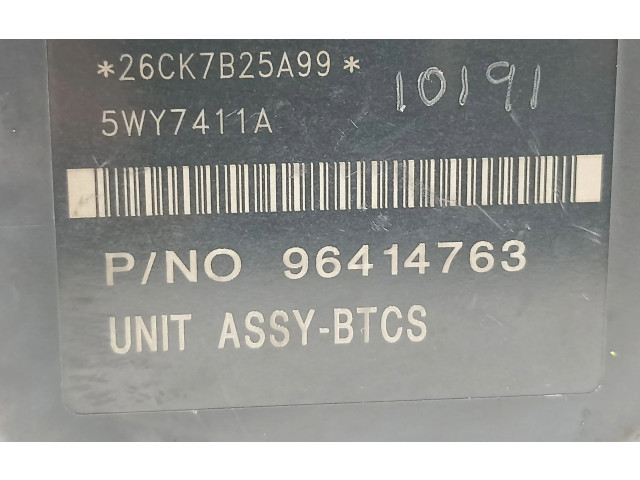 *26CK7B25A99*
10191
5WY7411A
P/NO 96414763
UNIT ASSY-BTCS